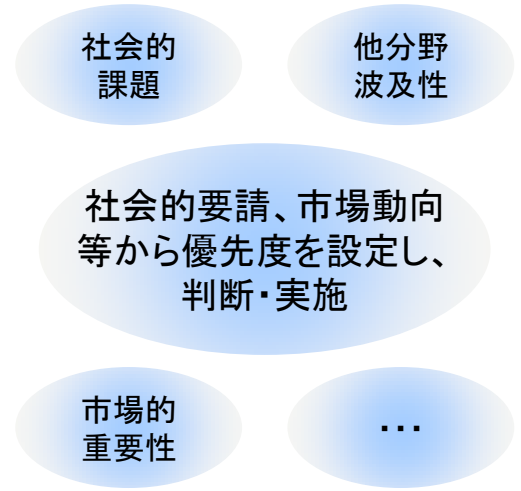 社会的
課題
他分野
波及性
社会的要請、市場動向
等から優先度を設定し、
判断・実施
市場的
重要性
･･･